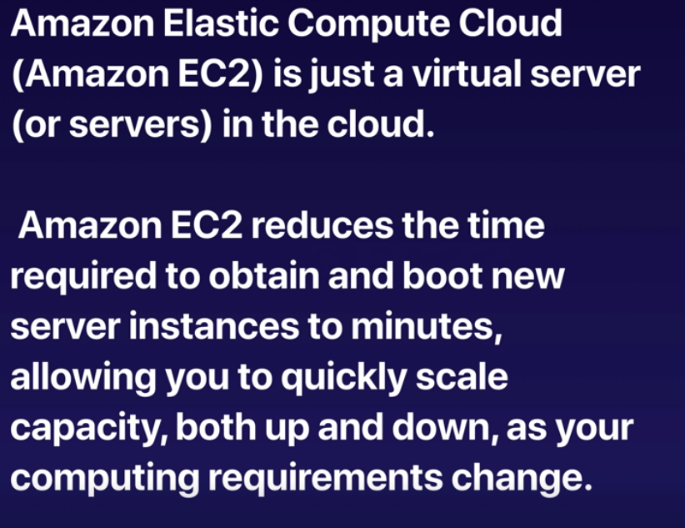 Amazon Elastic Compute Cloud
(Amazon EC2) is just a virtual server
(or servers) in the cloud.
Amazon EC2 reduces the time
required to obtain and boot new
server instances to minutes,
allowing you to quickly scale
capacity, both up and down, as your
computing requirements change.